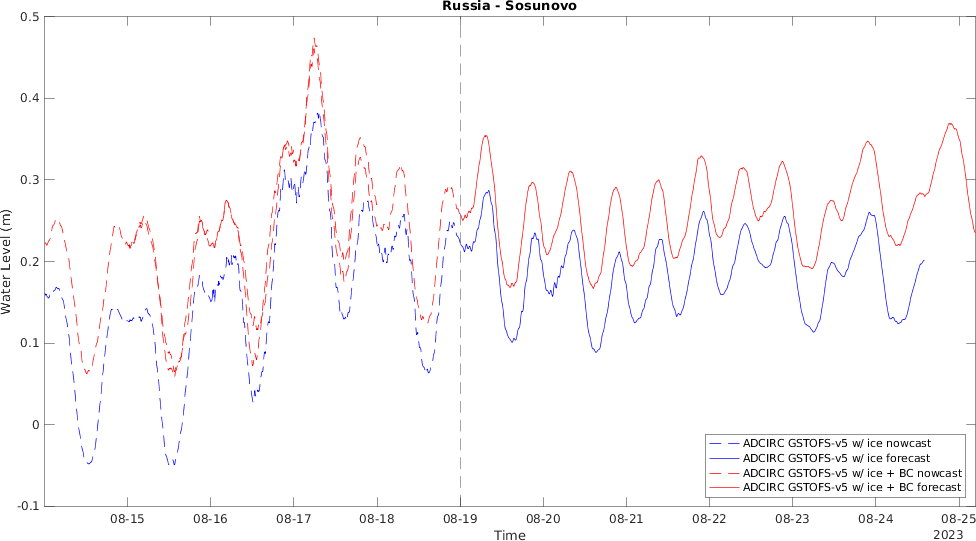 Russia - Sosunovo
0.5
0.4
0.3
0.2
0.1
0
-0.1
Water Level (m)
ADCIRC GSTOFS-v5 w/ ice nowcast
ADCIRC GSTOFS-v5 w/ ice forecast
ADCIRC GSTOFS-v5 w/ ice + BC nowcast
ADCIRC GSTOFS-v5 w/ ice + BC forecast
08-15 08-16 08-17 08-18 08-19 08-20 08-21 08-22 08-23 08-24 08-25
Time
2023